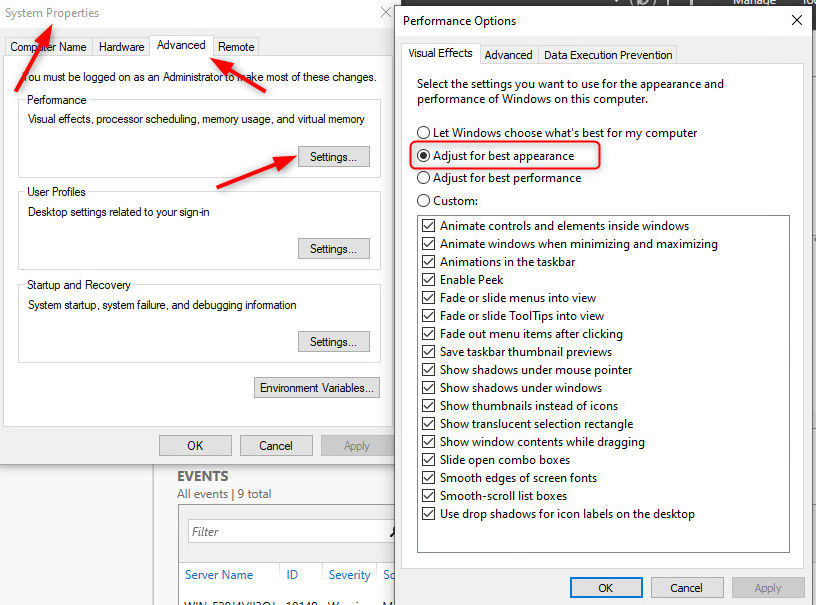 System Properties
Computer Name Hardware Advanced Remote
You must be logged on as an Administrator to make most of these changes.
Performance
Visual effects, processor scheduling, memory usage, and virtual memory
Settings...
User Profiles
Desktop settings related to your sign-in
Settings...
Startup and Recovery
System startup, system failure, and debugging information
Settings...
Environment Variables...
OK Cancel Apply
EVENTS
All events | 9 total
Filter
Server Name ID Severity
Manage
Performance Options
Visual Effects Advanced Data Execution Prevention
Select the settings you want to use for the appearance and
performance of Windows on this computer.
Let Windows choose what's best for my computer
Adjust for best appearance
Adjust for best performance
Custom:
Animate controls and elements inside windows
Animate windows when minimizing and maximizing
Animations in the taskbar
Enable Peek
Fade or slide menus into view
Fade or slide ToolTips into view
Fade out menu items after clicking
Save taskbar thumbnail previews
Show shadows under mouse pointer
Show shadows under windows
Show thumbnails instead of icons
Show translucent selection rectangle
Show window contents while dragging
Slide open combo boxes
Smooth edges of screen fonts
Smooth-scroll list boxes
Use drop shadows for icon labels on the desktop
OK Cancel Apply